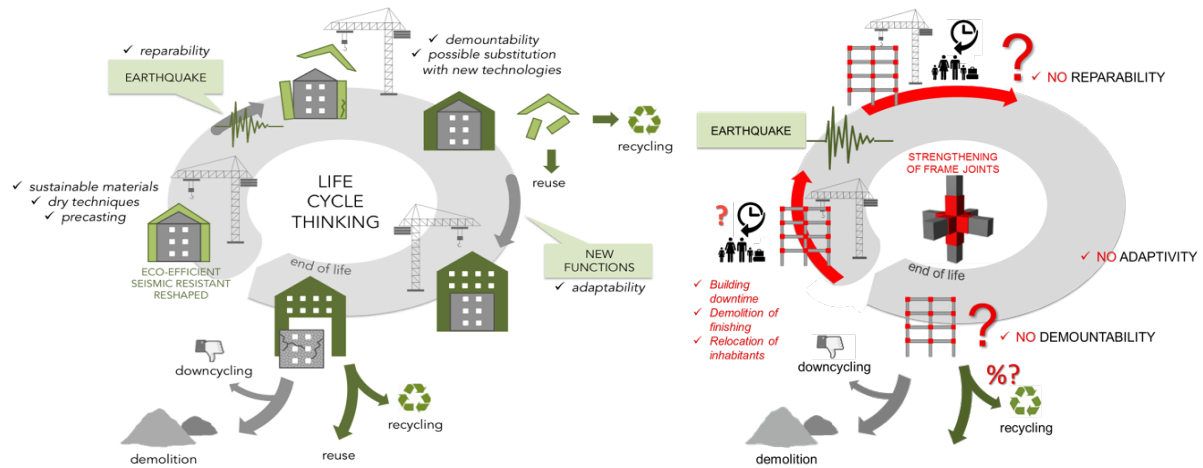 ✓ reparability
EARTHQUAKE
✓ demountability
✓ possible substitution
with new technologies
recycling
reuse
✓ sustainable materials
✓ dry techniques
✓ precasting
LIFE
CYCLE
THINKING
ECO-EFFICIENT
SEISMIC RESISTANT
RESHAPED
end of life
NEW
FUNCTIONS
✓ adaptability
downcycling
demolition
reuse
recycling
?
✓ NO REPARABILITY
EARTHQUAKE
STRENGTHENING
OF FRAME JOINTS
?
✓ NO ADAPTIVITY
end of life
✓ Building
downtime
✓ Demolition of
finishing
✓ Relocation of
inhabitants
?
✓ NO DEMOUNTABILITY
downcycling
%?
recycling
demolition